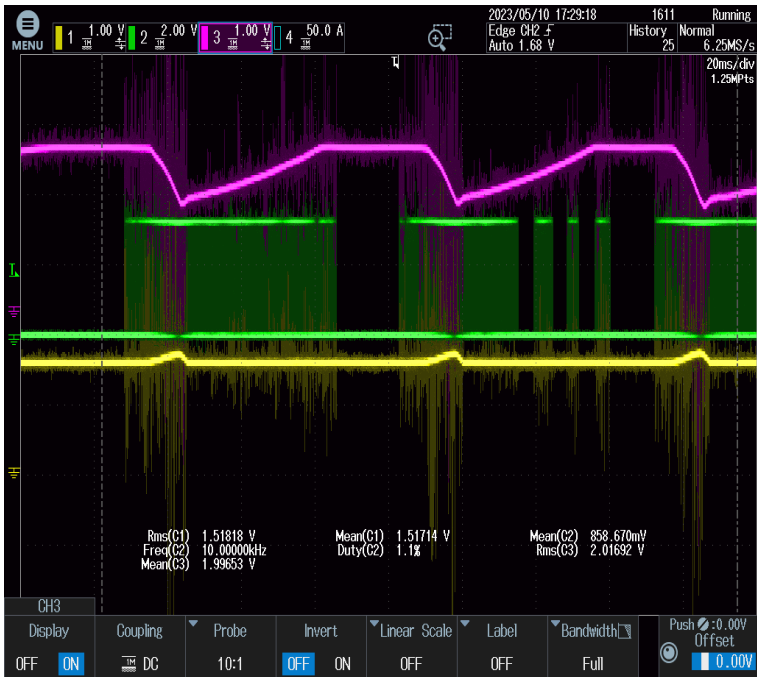 2023/05/10 17:29:18 1611 Running
MENU 1 1.00 V 2 2.00 V 3 1.00 V 4 50.0 A Edge CH2 History Normal
Auto 1.68 V 25 6.25MS/s
20ms/div
1.25MPts
Rms(C1) 1.51818 V Mean(C1) 1.51714 V Mean(C2) 858.670mV
Freq(C2) 10.00000kHz Duty(C2) 1.1% Rms(C3) 2.01692 V
Mean(C3) 1.99653 V
CH3
Display Coupling Probe Invert Linear Scale Label Bandwidth Push :0.00V
Offset
OFF ON 1M DC 10:1 OFF ON OFF OFF Full 0.00V